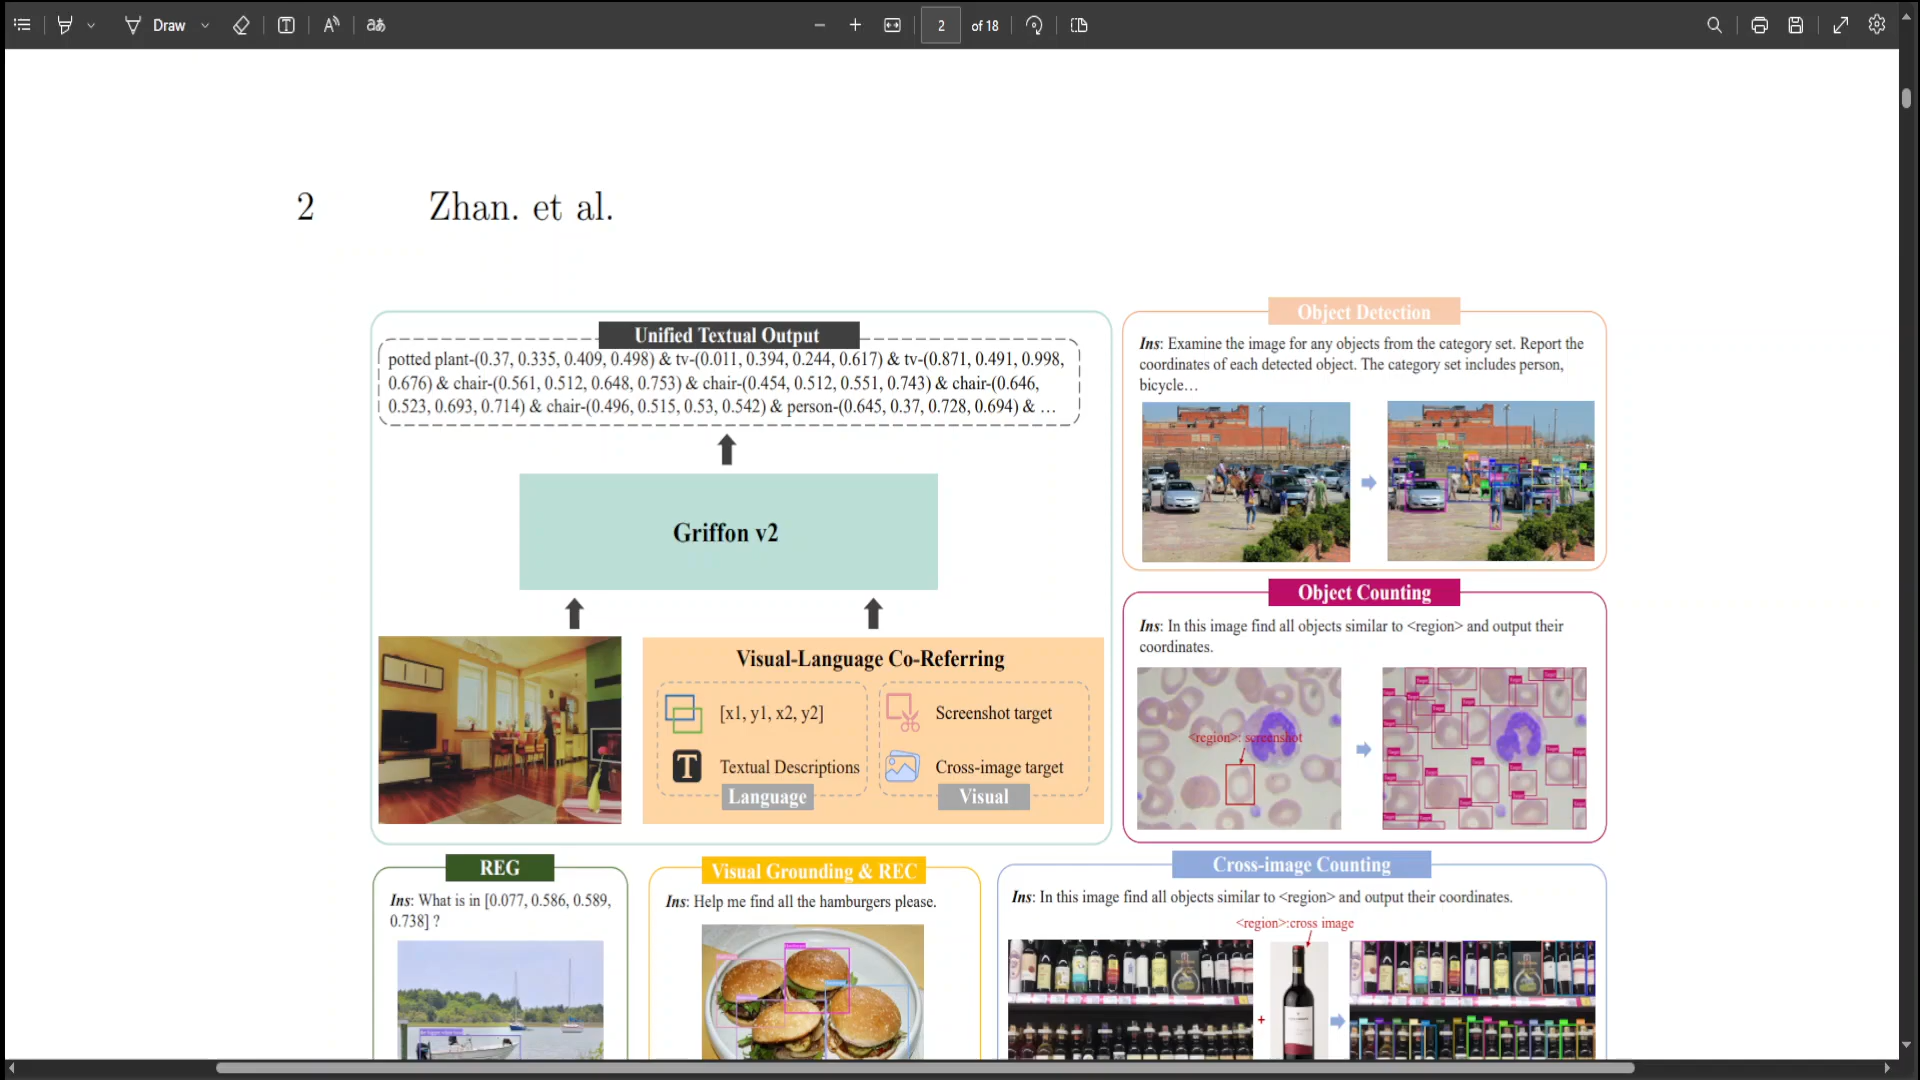 Draw
2
of 18
aあ
2 Zhan. et al.
Unified Textual Output
potted plant-(0.37, 0.335, 0.409, 0.498) & tv-(0.011, 0.394, 0.244, 0.617) & tv-(0.871, 0.491, 0.998,
0.676) & chair-(0.561, 0.512, 0.648, 0.753) & chair-(0.454, 0.512, 0.551, 0.743) & chair-(0.646,
0.523, 0.693, 0.714) & chair-(0.496, 0.515, 0.53, 0.542) & person-(0.645, 0.37, 0.728, 0.694) & …
Griffon v2
Visual-Language Co-Referring
[x1, y1, x2, y2]
T Textual Descriptions
Language
Screenshot target
Cross-image target
Visual
Object Detection
Ins: Examine the image for any objects from the category set. Report the
coordinates of each detected object. The category set includes person,
bicycle…
Object Counting
Ins: In this image find all objects similar to <region> and output their
coordinates.
<region>: screenshot
REG
Ins: What is in [0.077, 0.586, 0.589,
0.738] ?
Visual Grounding & REC
Ins: Help me find all the hamburgers please.
Cross-image Counting
Ins: In this image find all objects similar to <region> and output their coordinates.
<region>:cross image
+